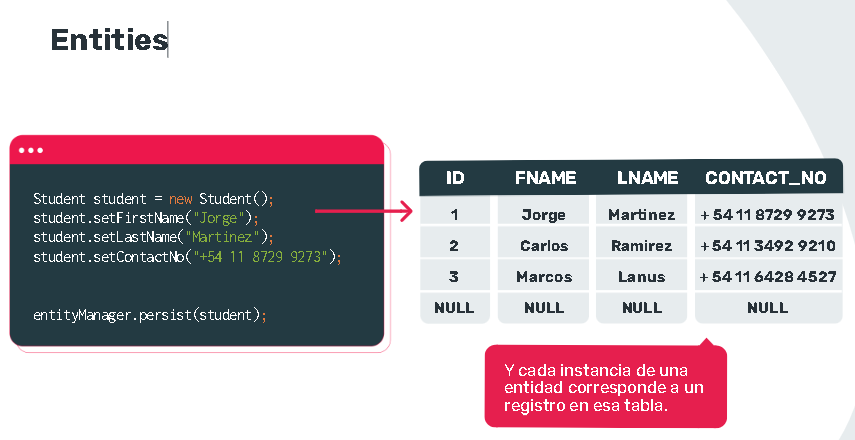 Entities
Student student = new Student();
student.setFirstName("Jorge");
student.setLastName("Martinez");
student.setContactNo("+54 11 8729 9273");
entityManager.persist(student);
ID FNAME LNAME CONTACT_NO
1 Jorge Martinez + 54 11 8729 9273
2 Carlos Ramirez + 54 11 3492 9210
3 Marcos Lanus + 54 11 6428 4527
NULL NULL NULL NULL
Y cada instancia de una
entidad corresponde a un
registro en esa tabla.